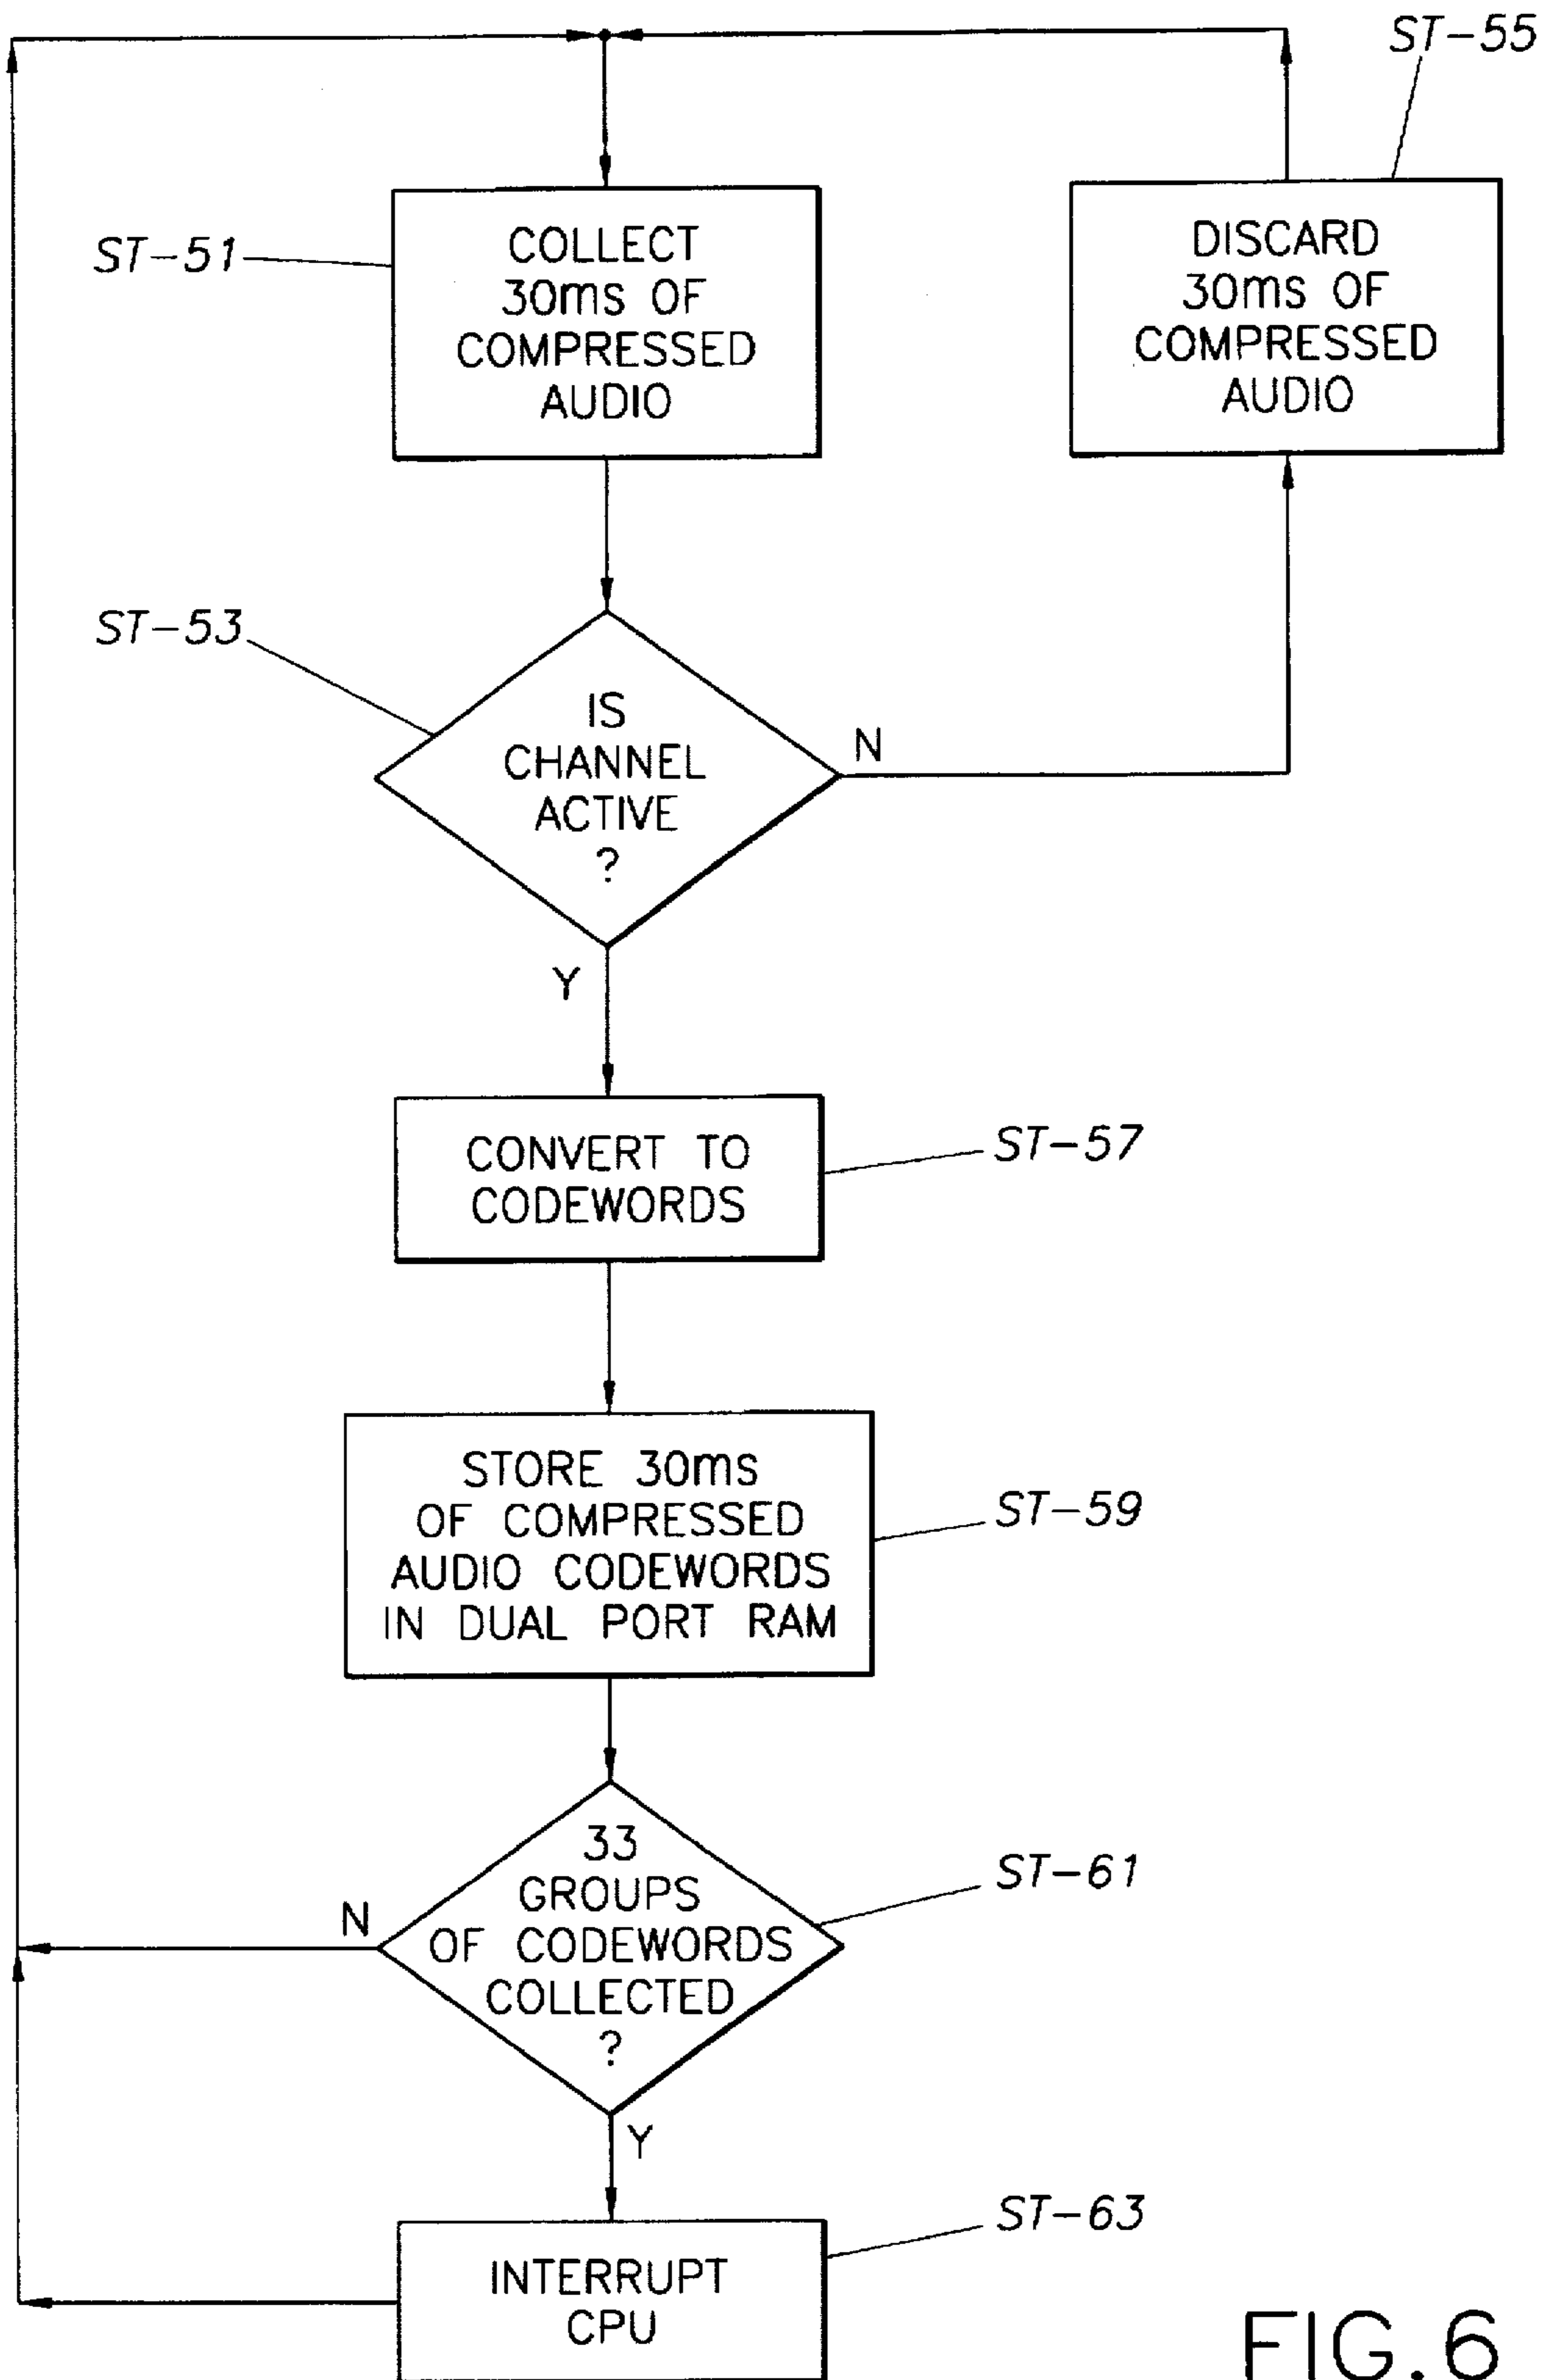 ST-55
ST-51
COLLECT
30ms OF
COMPRESSED
AUDIO
DISCARD
30ms OF
COMPRESSED
AUDIO
ST-53
IS
CHANNEL
ACTIVE
?
N
Y
CONVERT TO
CODEWORDS
ST-57
STORE 30ms
OF COMPRESSED
AUDIO CODEWORDS
IN DUAL PORT RAM
ST-59
33
GROUPS
OF CODEWORDS
COLLECTED
?
ST-61
N
Y
INTERRUPT
CPU
ST-63
FIG.6